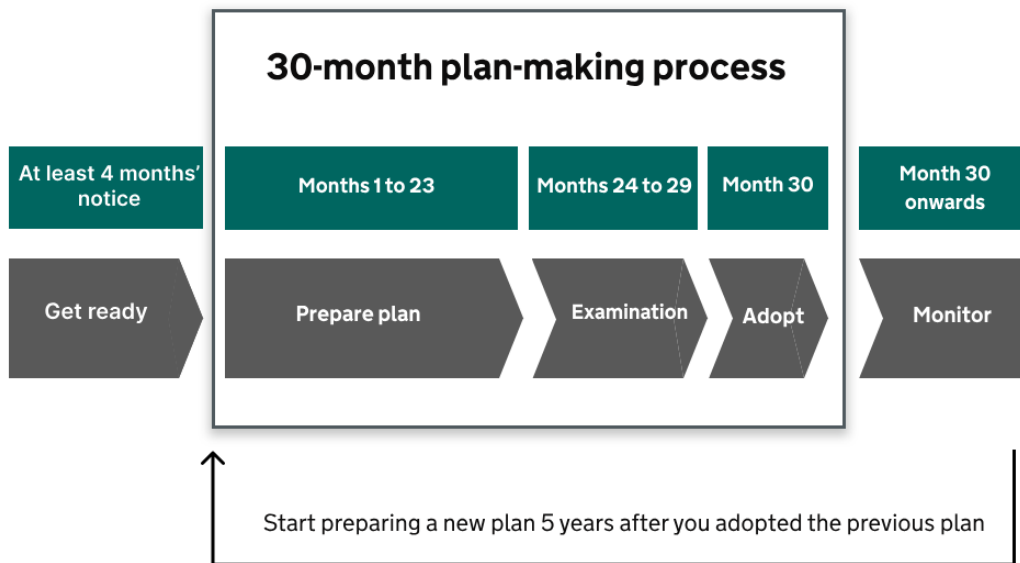 30-month plan-making process
At least 4 months’
notice
Months 1 to 23
Months 24 to 29
Month 30
Month 30
onwards
Get ready
Prepare plan
Examination
Adopt
Monitor
Start preparing a new plan 5 years after you adopted the previous plan